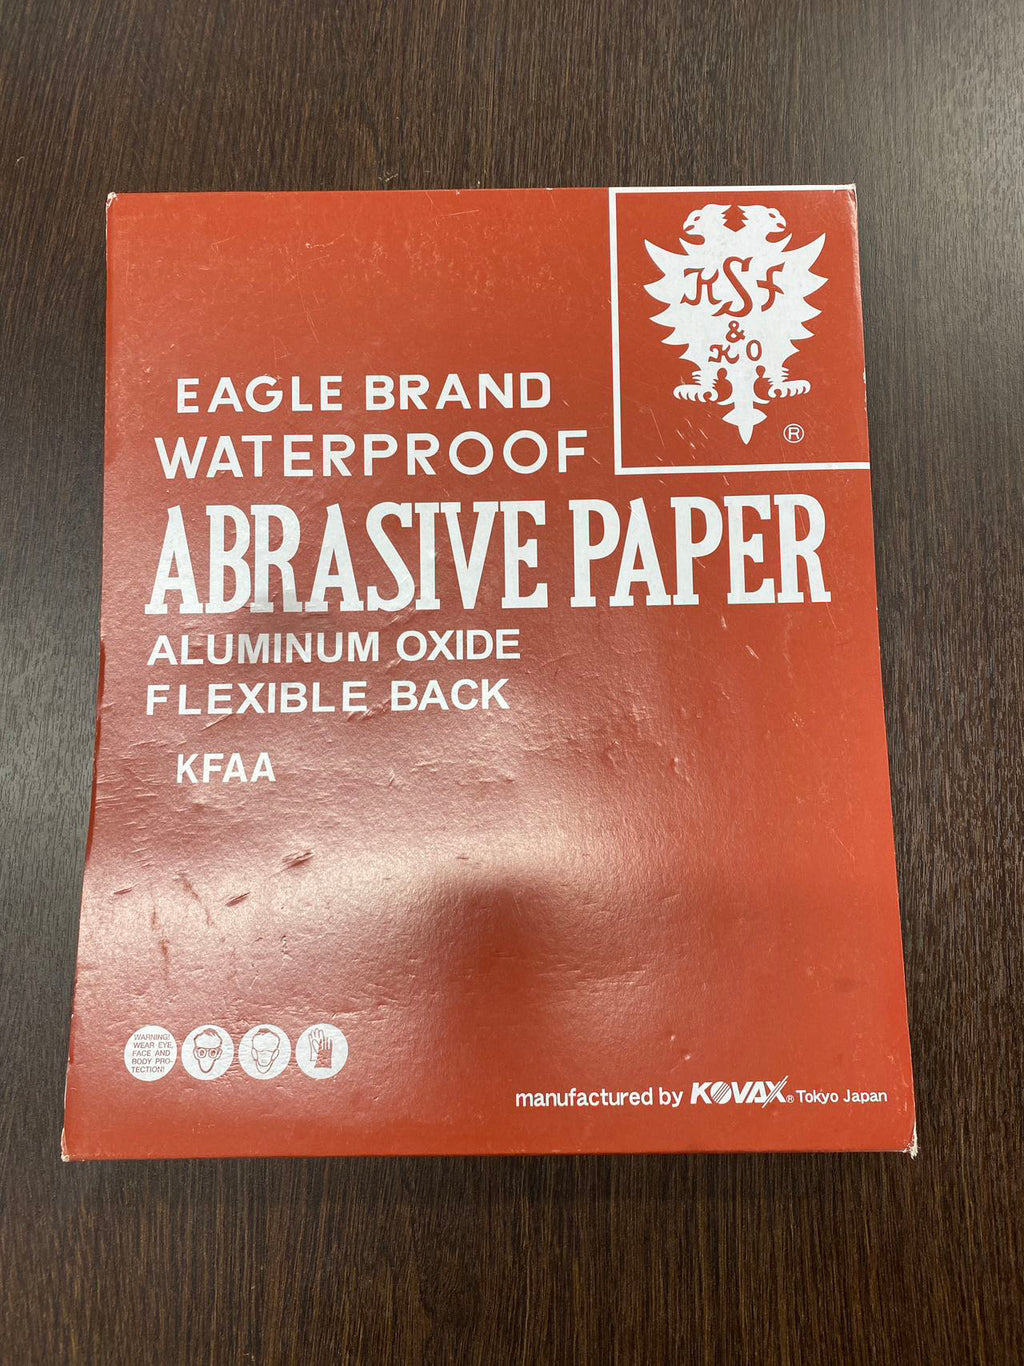 KSF
&
KO
®
EAGLE BRAND
WATERPROOF
ABRASIVE PAPER
ALUMINUM OXIDE
FLEXIBLE BACK
KFAA
WARNING!
WEAR EYE,
FACE AND
BODY PRO-
TECTION!
manufactured by KOVAX® Tokyo Japan